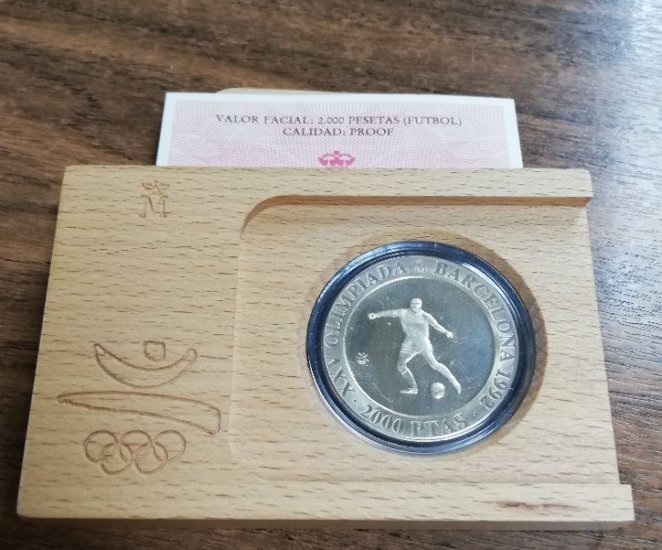 VALOR FACIAL: 2.000 PESETAS (FUTBOL)
CALIDAD: PROOF
M
XXV OLIMPIADA BARCELONA 1992 · 2000 PTAS ·